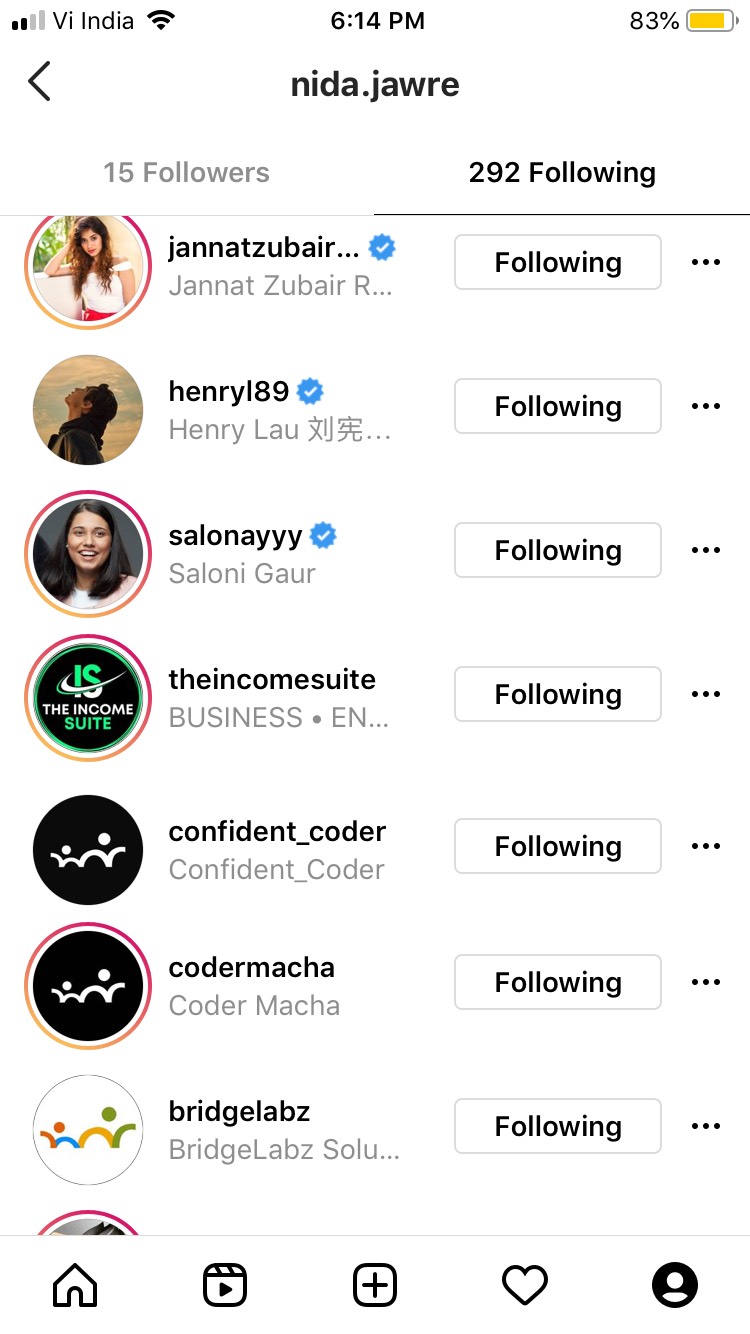 Vi India 6:14 PM 83%
nida.jawre
15 Followers 292 Following
jannatzubair... Following
Jannat Zubair R...
henryl89 Following
Henry Lau 刘宪...
salonayyy Following
Saloni Gaur
IS
THE INCOME
SUITE
theincomesuite Following
BUSINESS • EN...
confident_coder Following
Confident_Coder
codermacha Following
Coder Macha
bridgelabz Following
BridgeLabz Solu...